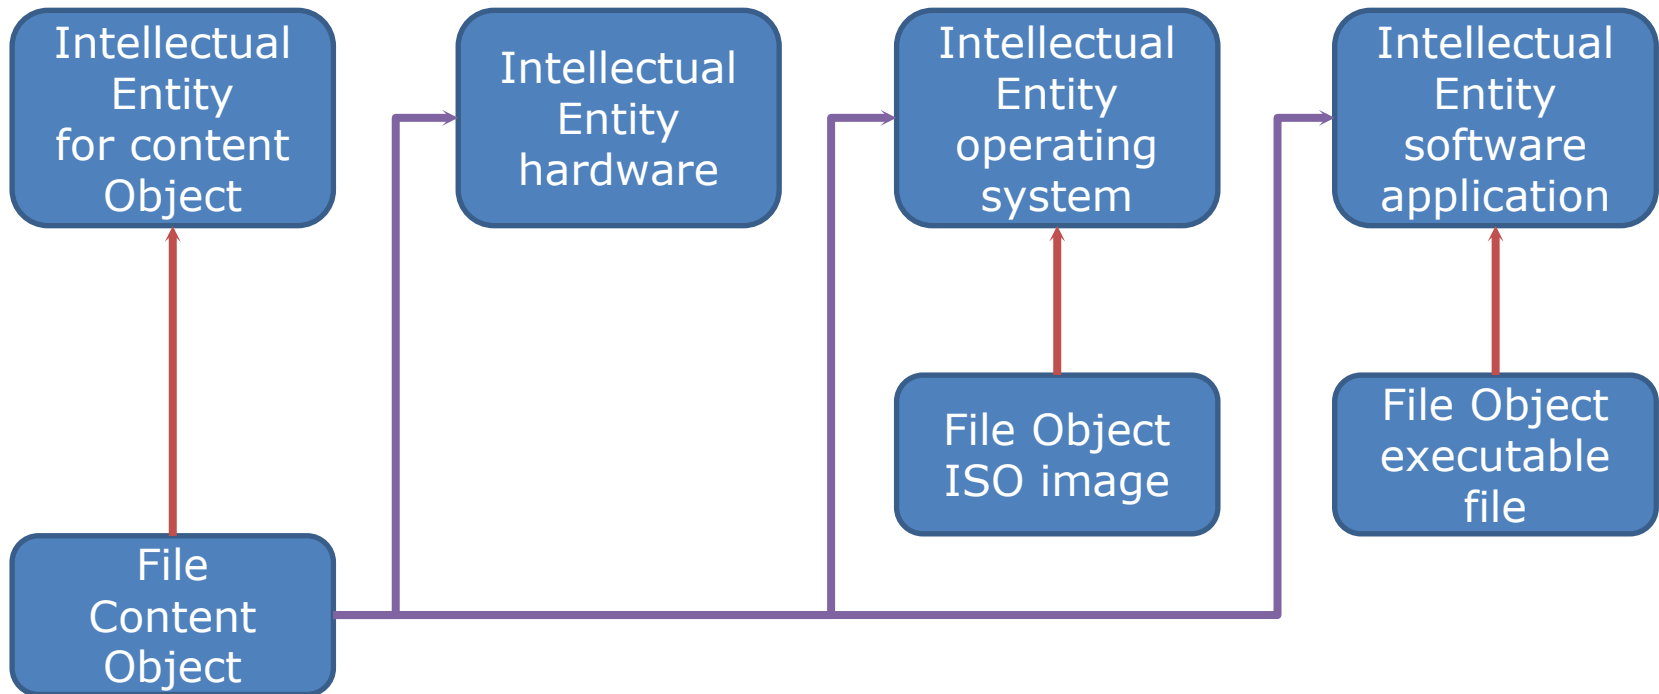 Intellectual
Entity
for content
Object
Intellectual
Entity
hardware
Intellectual
Entity
operating
system
Intellectual
Entity
software
application
File Object
ISO image
File Object
executable
file
File
Content
Object